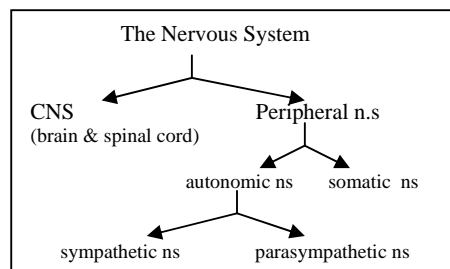 The Nervous System
CNS Peripheral n.s
(brain & spinal cord)
autonomic ns somatic ns
sympathetic ns parasympathetic ns